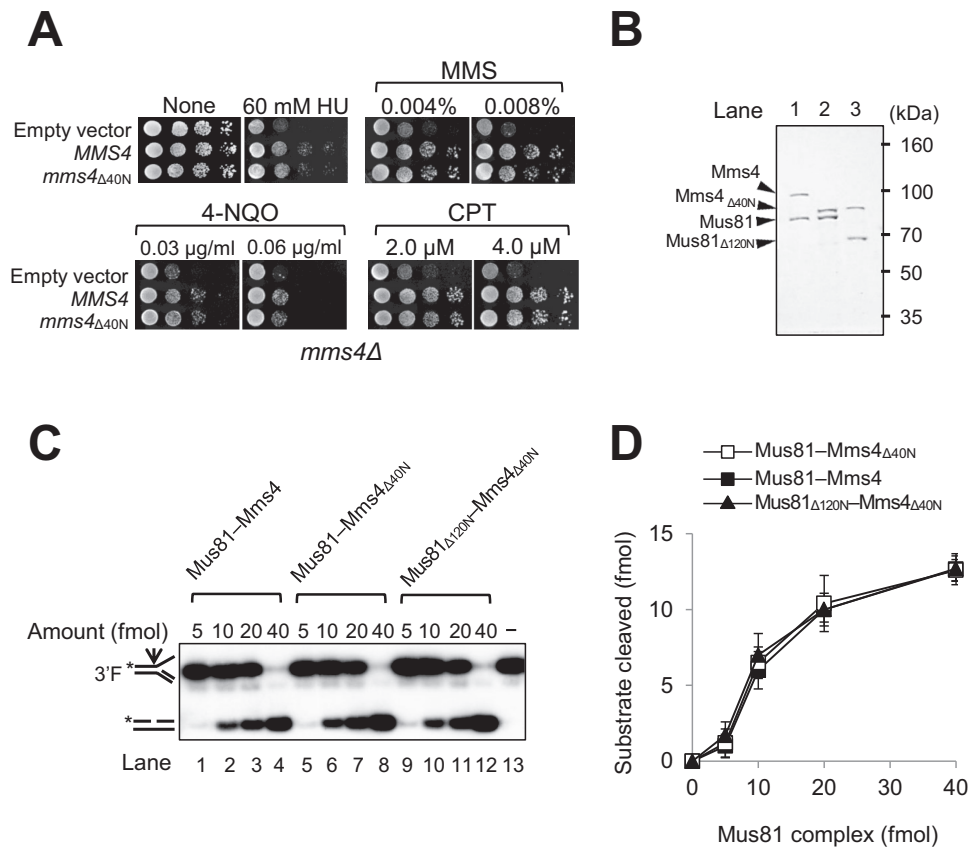 A
MMS
None 60 mM HU 0.004% 0.008%
Empty vector
MMS4
mms4Δ40N
4-NQO CPT
0.03 µg/ml 0.06 µg/ml 2.0 µM 4.0 µM
Empty vector
MMS4
mms4Δ40N
mms4Δ
B
Lane 1 2 3 (kDa)
Mms4
Mms4 Δ40N
Mus81
Mus81Δ120N
160
100
70
50
35
C
Mus81–Mms4
Mus81–Mms4Δ40N
Mus81Δ120N–Mms4Δ40N
Amount (fmol) 5 10 20 40 5 10 20 40 5 10 20 40 –
3'F *
*
Lane 1 2 3 4 5 6 7 8 9 10 11 12 13
D
Mus81–Mms4Δ40N
Mus81–Mms4
Mus81Δ120N–Mms4Δ40N
Substrate cleaved (fmol)
15
10
5
0
0 10 20 30 40
Mus81 complex (fmol)